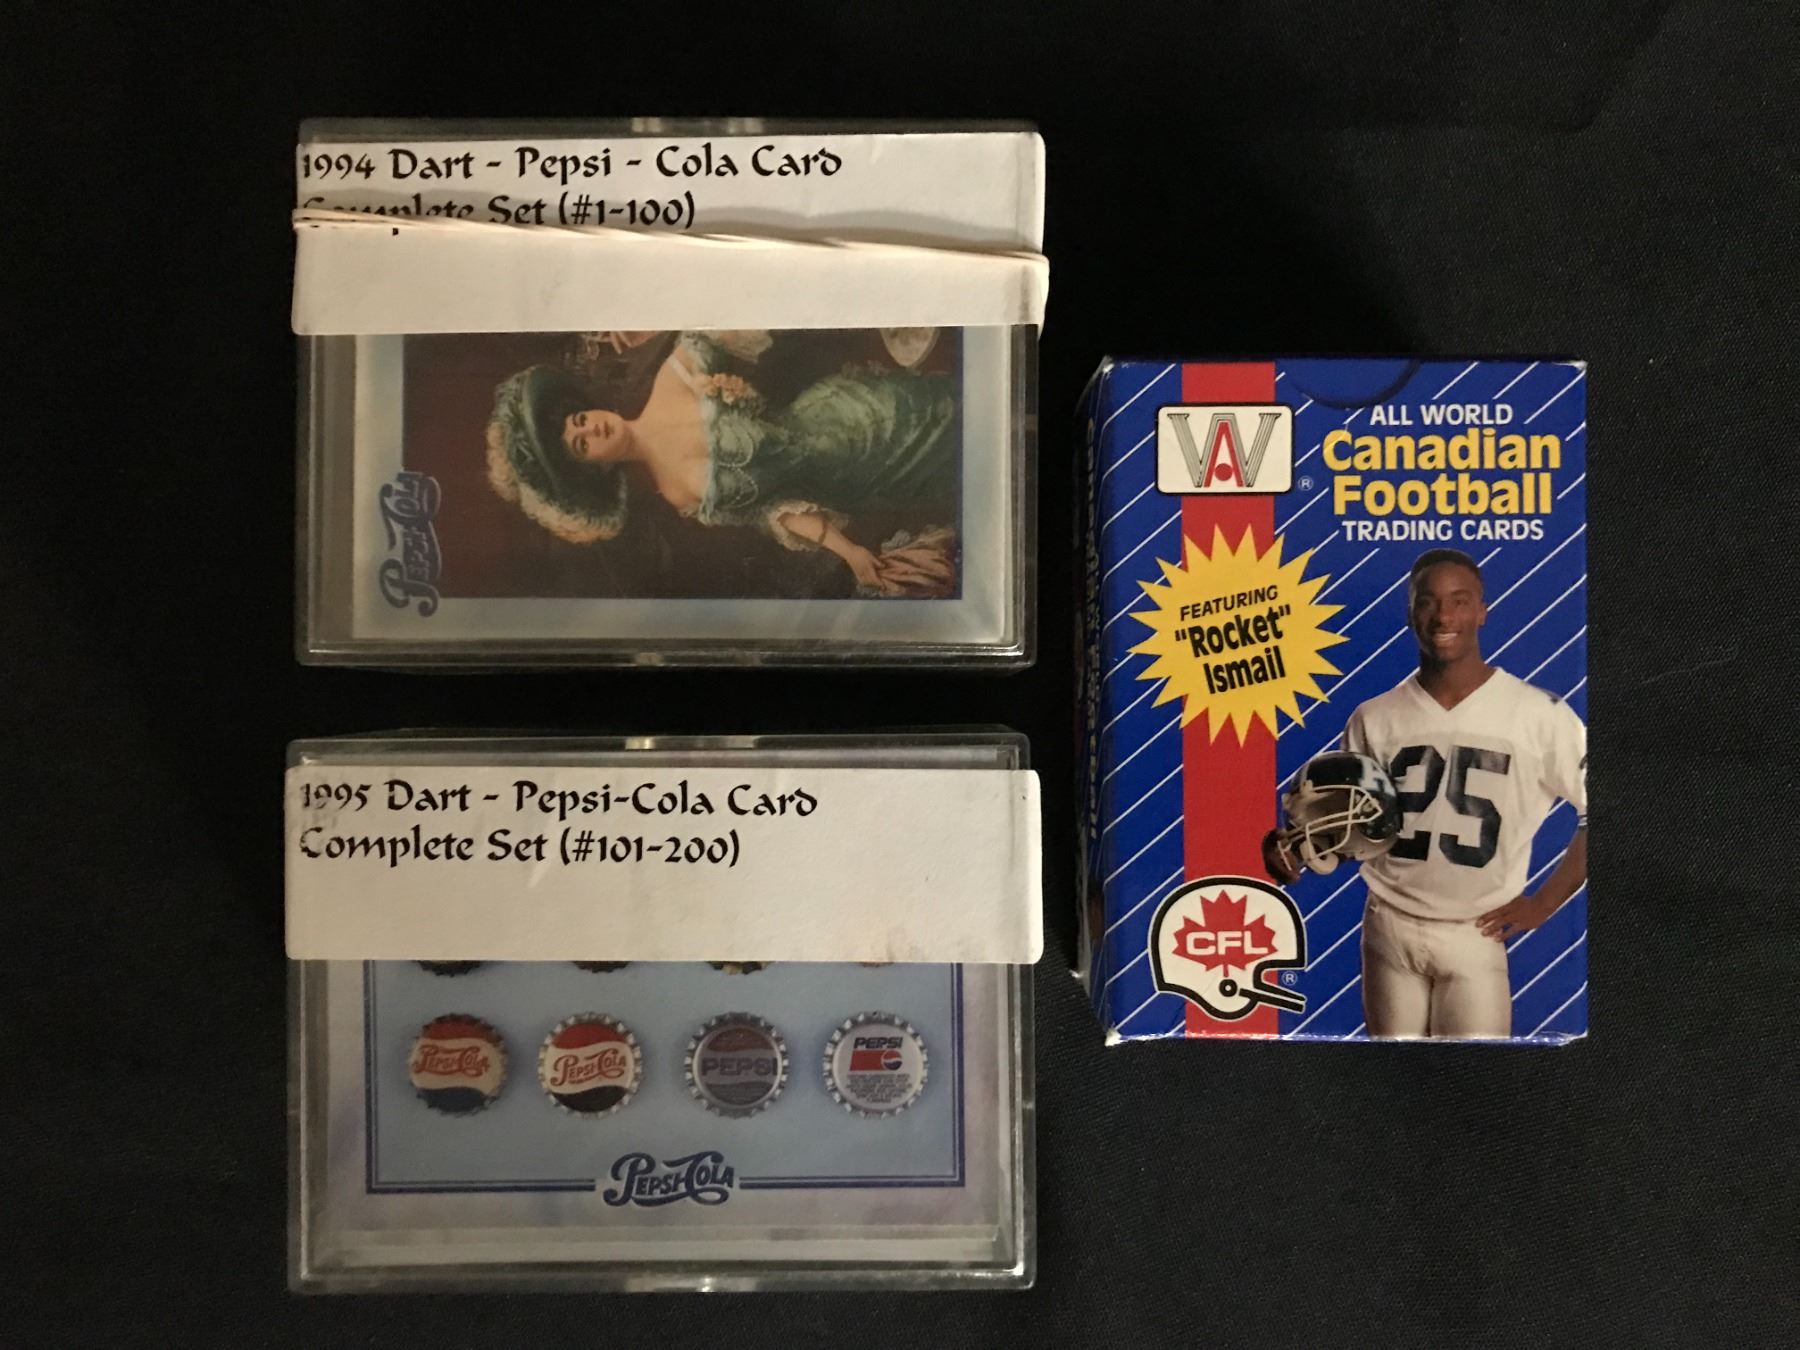 1994 Dart - Pepsi - Cola Card
Complete Set (#1-100)
PEPSI-COLA
1995 Dart - Pepsi-Cola Card
Complete Set (#101-200)
PEPSI-COLA
PEPSI-COLA
PEPSI
PEPSI
PEPSI-COLA
WA ®
ALL WORLD
Canadian
Football
TRADING CARDS
FEATURING
"Rocket"
Ismail
25
CFL
®